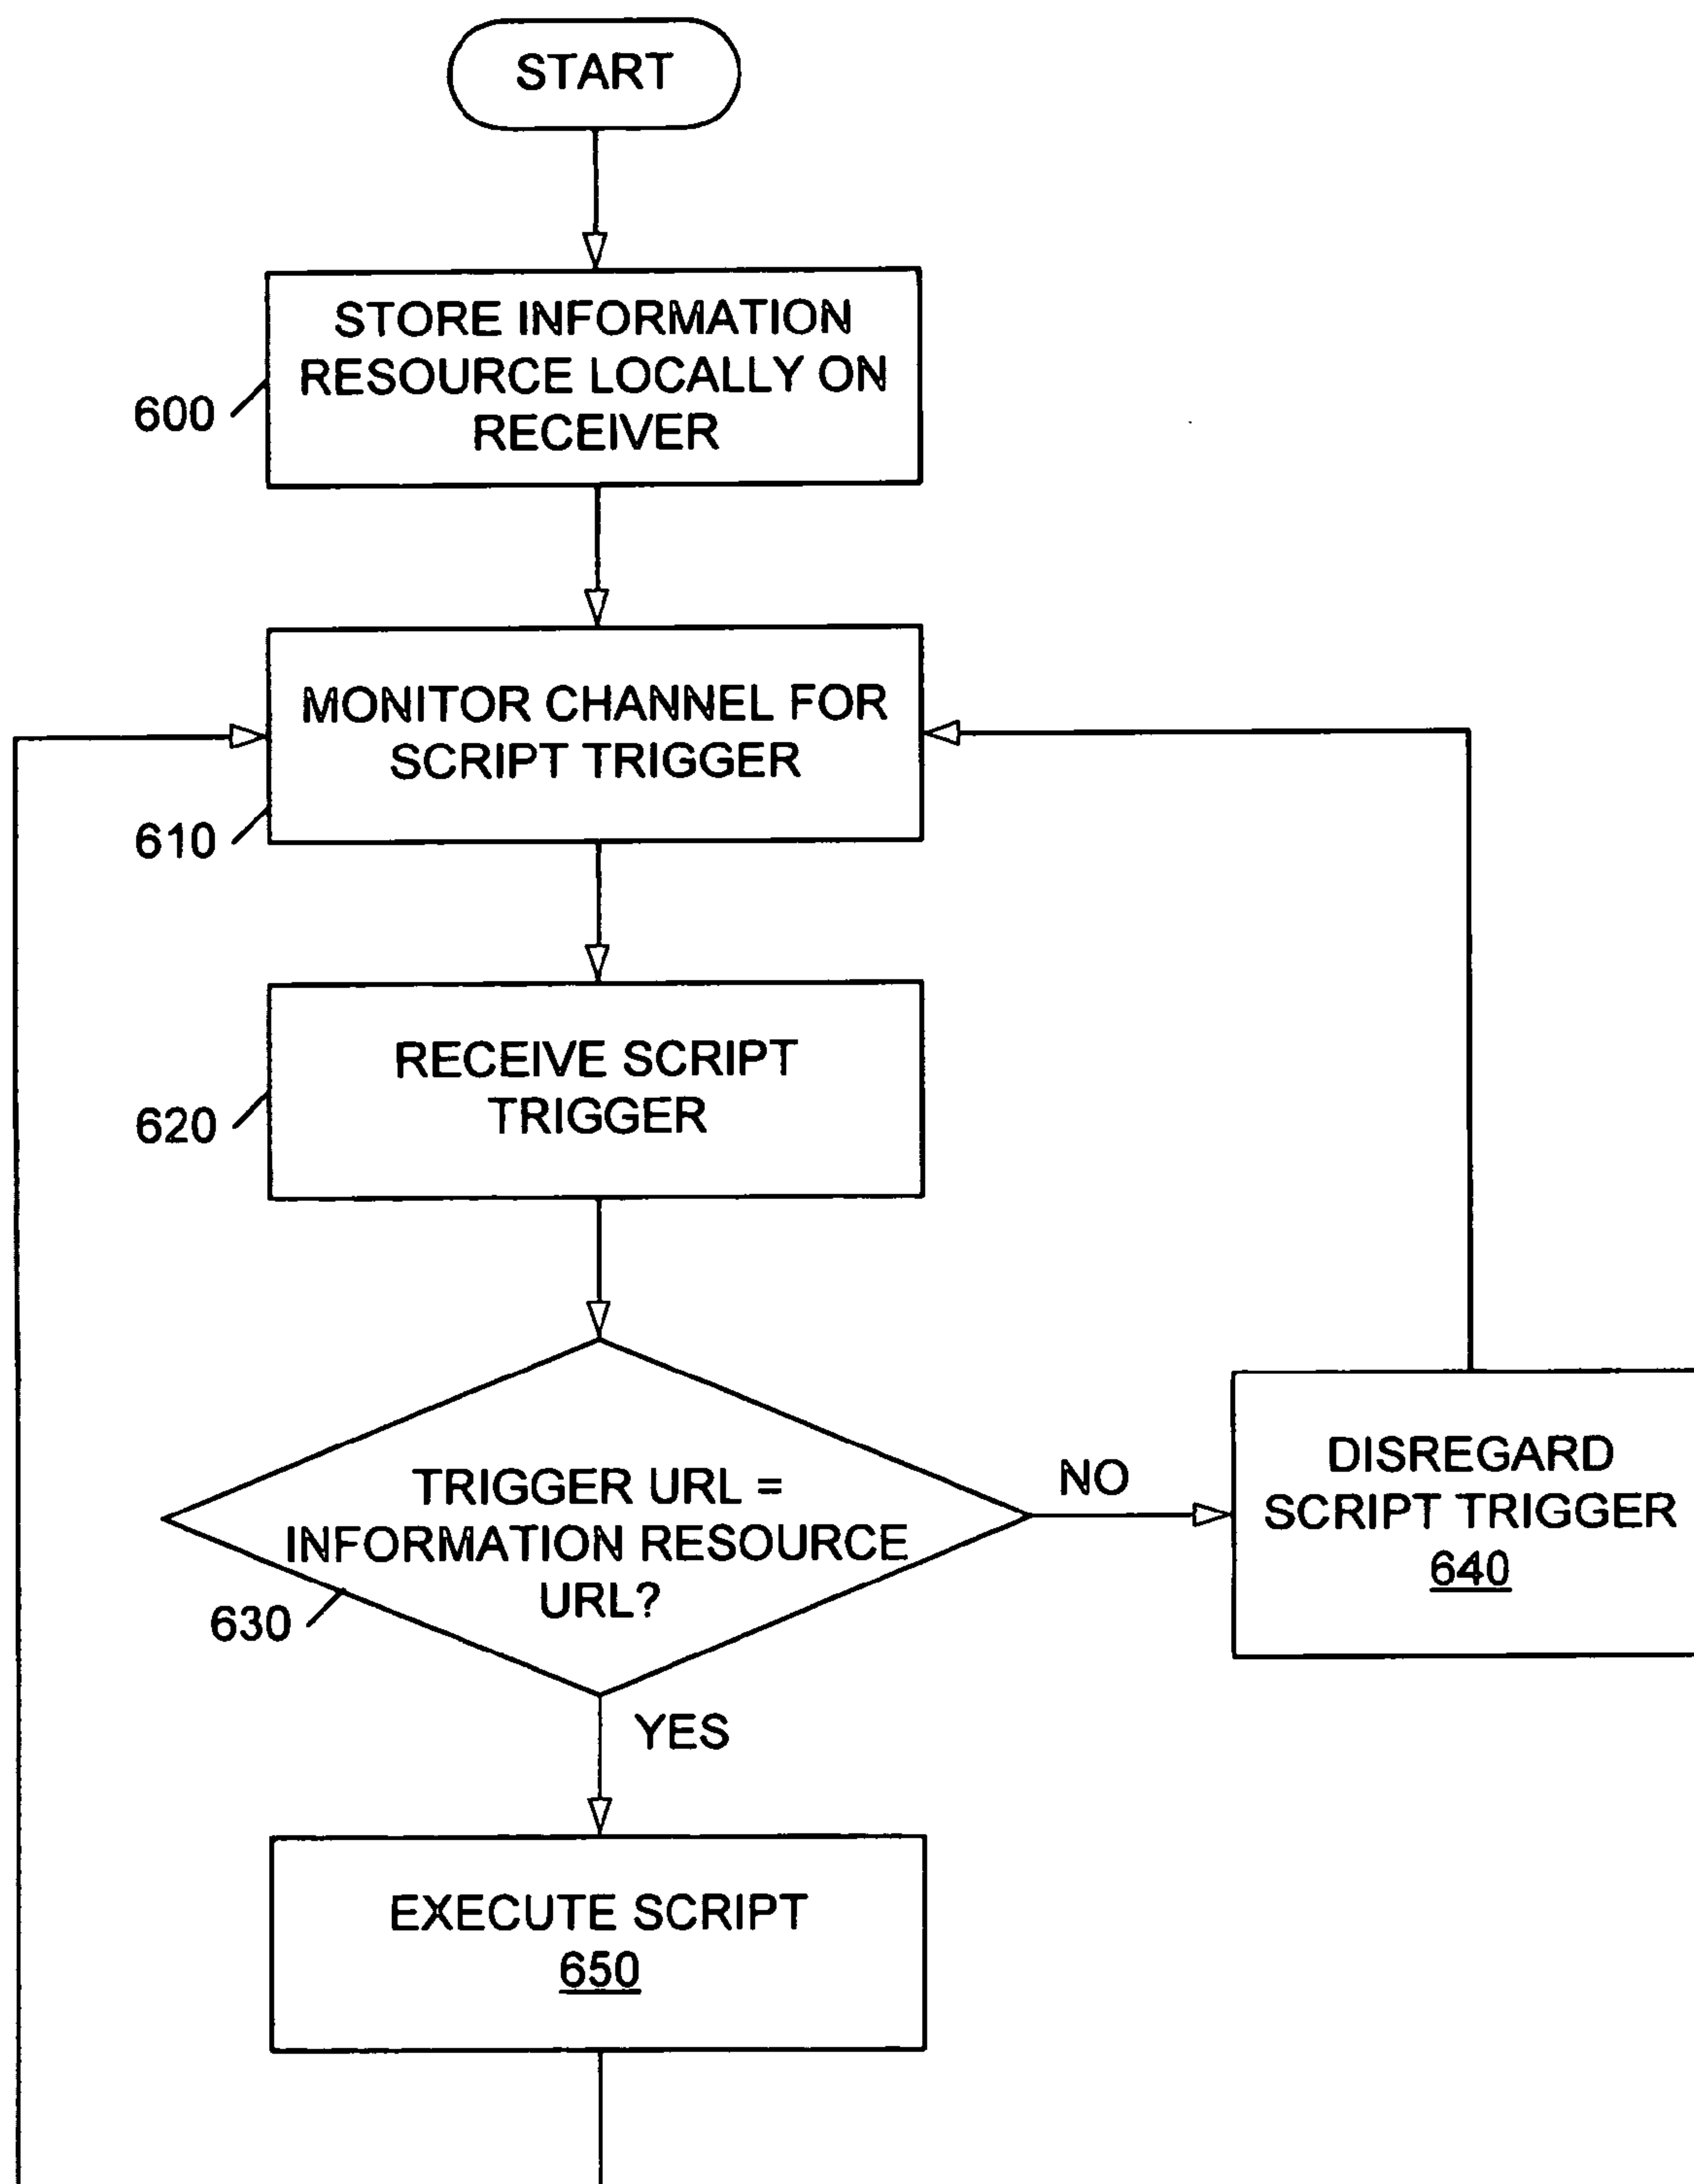 START
STORE INFORMATION
RESOURCE LOCALLY ON
RECEIVER
600
MONITOR CHANNEL FOR
SCRIPT TRIGGER
610
RECEIVE SCRIPT
TRIGGER
620
TRIGGER URL =
INFORMATION RESOURCE
URL?
630
NO
DISREGARD
SCRIPT TRIGGER
640
YES
EXECUTE SCRIPT
650